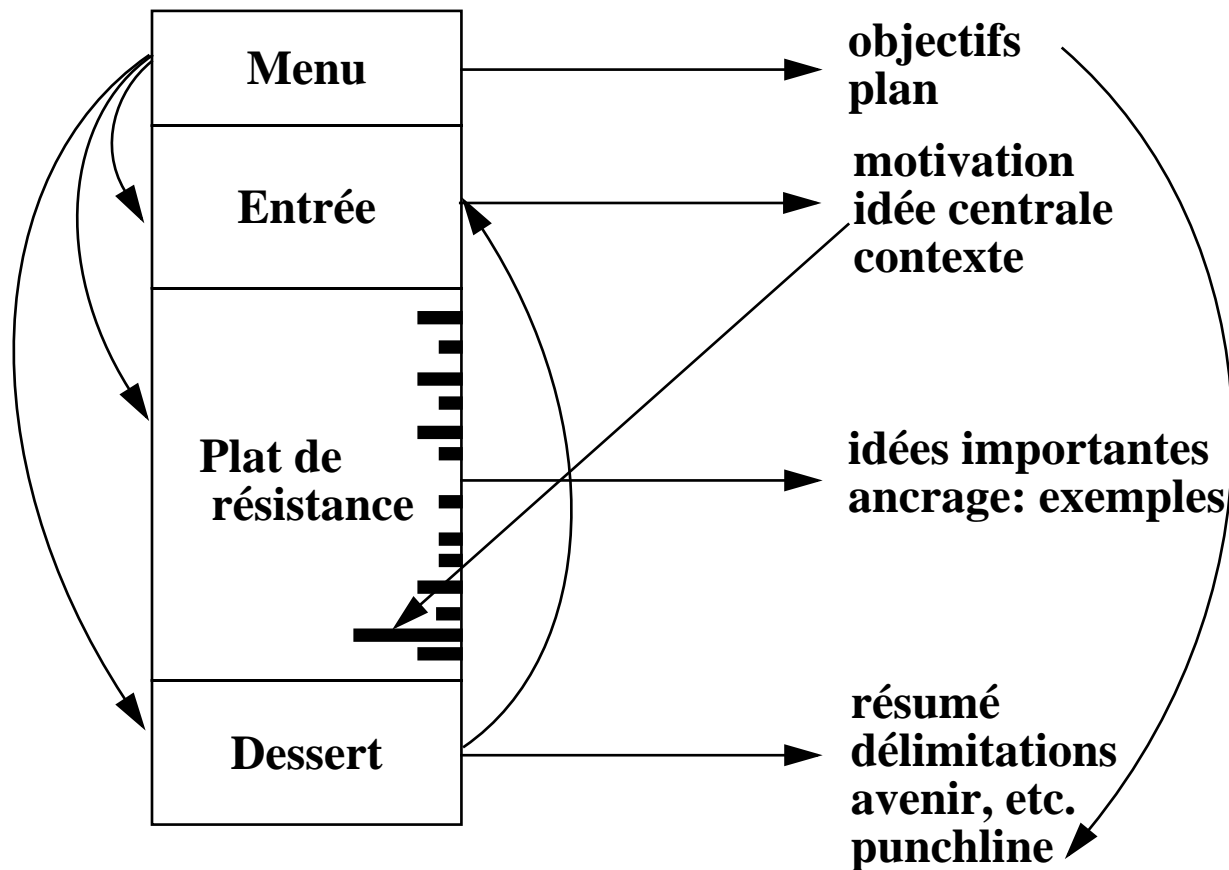 Menu
objectifs
plan
Entrée
motivation
idée centrale
contexte
Plat de
résistance
idées importantes
ancrage: exemples
Dessert
résumé
délimitations
avenir, etc.
punchline